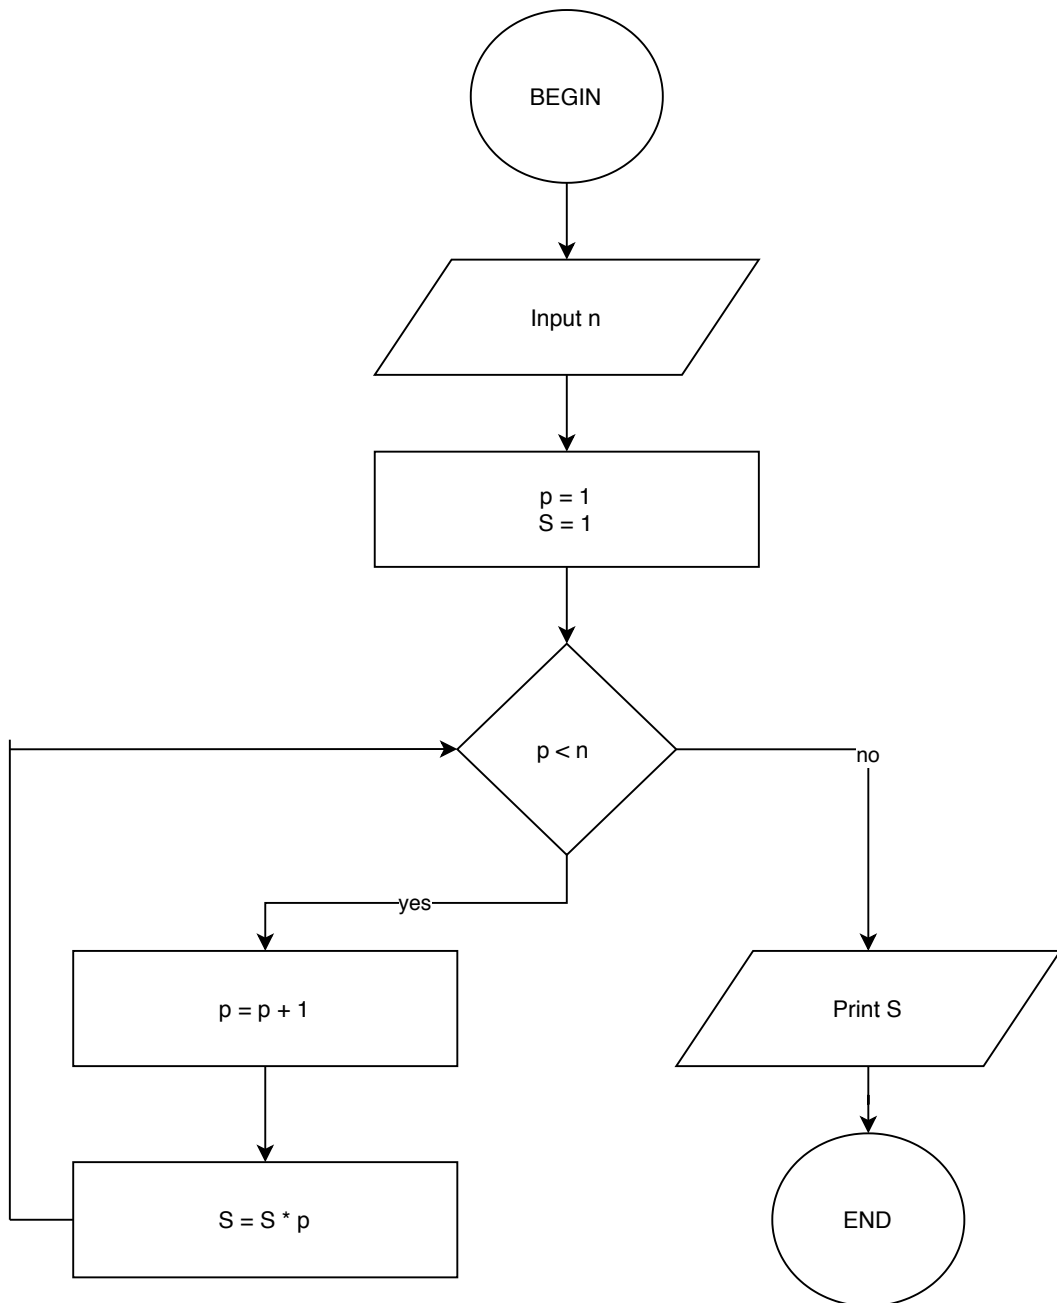 BEGIN
Input n
p = 1
S = 1
p < n
no
yes
p = p + 1
Print S
S = S * p
END